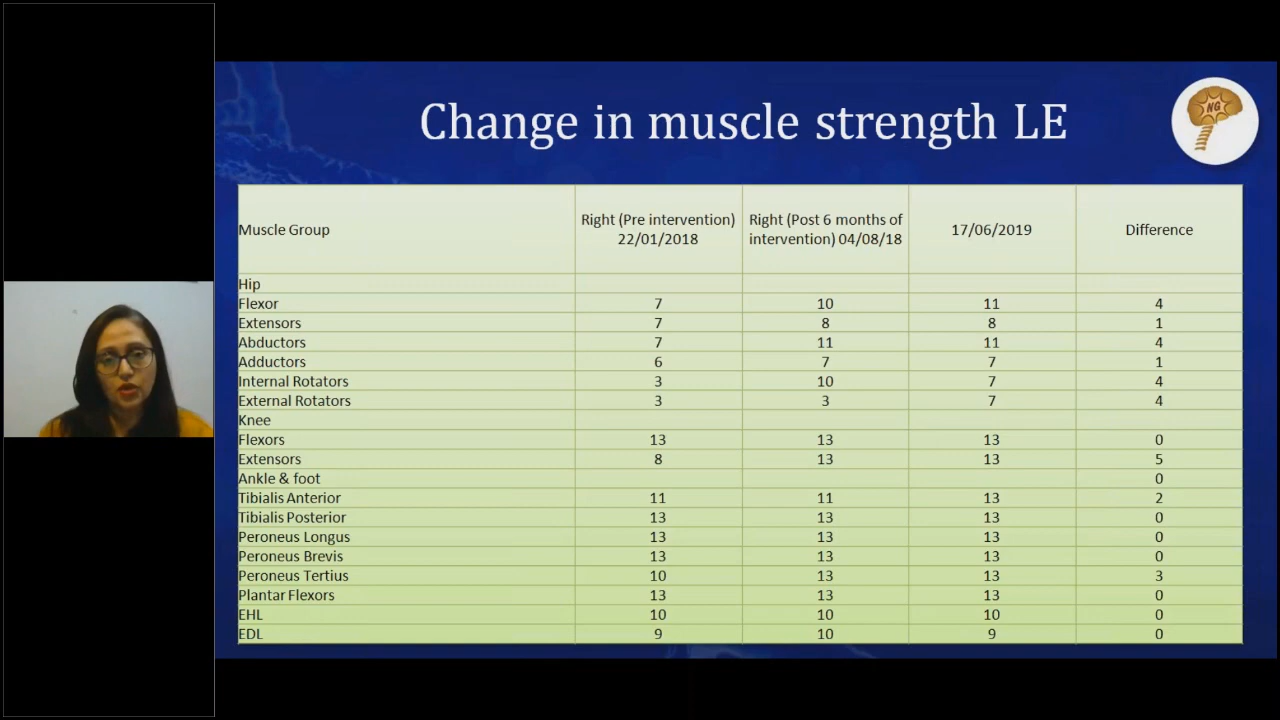 Change in muscle strength LE
NG
Muscle Group Right (Pre intervention) 22/01/2018 Right (Post 6 months of intervention) 04/08/18 17/06/2019 Difference
Hip
Flexor 7 10 11 4
Extensors 7 8 8 1
Abductors 7 11 11 4
Adductors 6 7 7 1
Internal Rotators 3 10 7 4
External Rotators 3 3 7 4
Knee
Flexors 13 13 13 0
Extensors 8 13 13 5
Ankle & foot 0
Tibialis Anterior 11 11 13 2
Tibialis Posterior 13 13 13 0
Peroneus Longus 13 13 13 0
Peroneus Brevis 13 13 13 0
Peroneus Tertius 10 13 13 3
Plantar Flexors 13 13 13 0
EHL 10 10 10 0
EDL 9 10 9 0